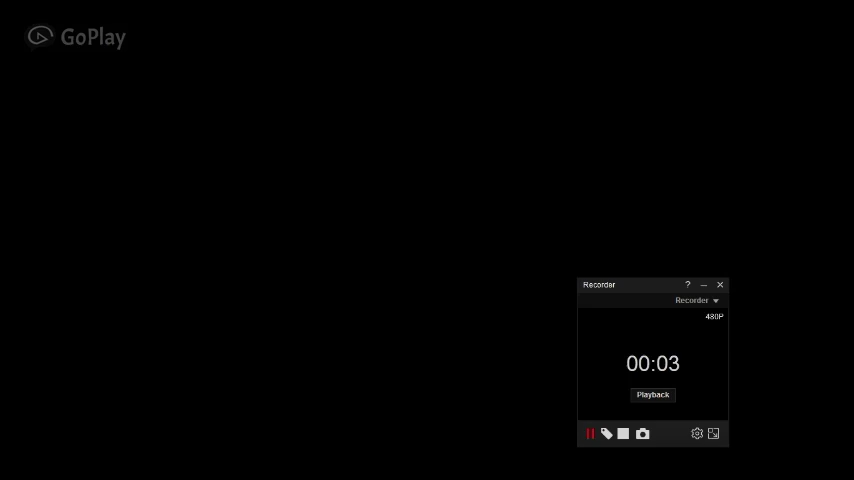 GoPlay
Recorder ? – ×
Recorder
480P
00:03
Playback